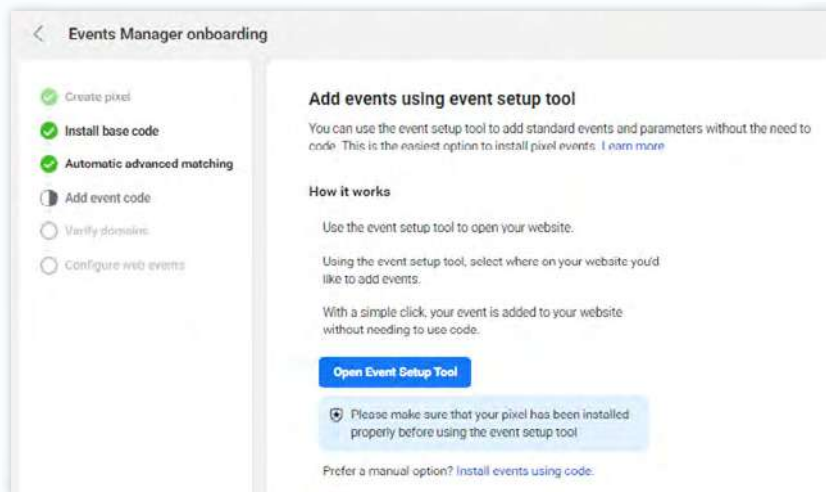 Events Manager onboarding
Create pixel
Install base code
Automatic advanced matching
Add event code
Verify domains
Configure web events
Add events using event setup tool
You can use the event setup tool to add standard events and parameters without the need to
code. This is the easiest option to install pixel events. Learn more
How it works
Use the event setup tool to open your website.
Using the event setup tool, select where on your website you'd
like to add events.
With a simple click, your event is added to your website
without needing to use code.
Open Event Setup Tool
Please make sure that your pixel has been installed
properly before using the event setup tool
Prefer a manual option? Install events using code.